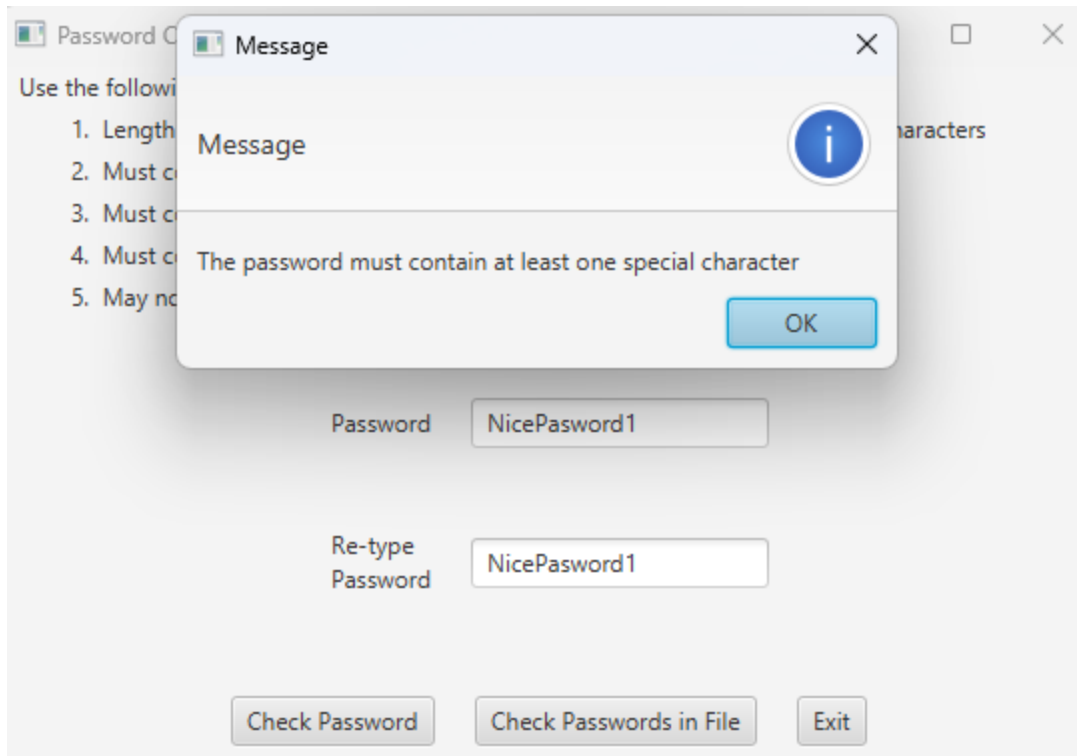 Password C
Message
Use the followi
1. Length
haracters
2. Must c
3. Must c
4. Must c
5. May no
Message
i
The password must contain at least one special character
OK
Password
NicePasword1
Re-type
Password
NicePasword1
Check Password
Check Passwords in File
Exit